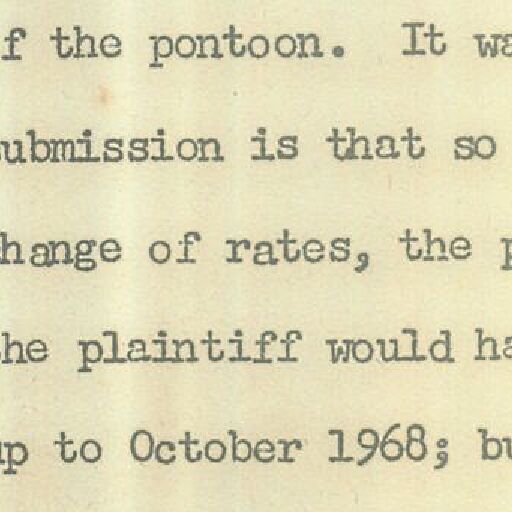 f the pontoon. It wa
ubmission is that so
hange of rates, the p
he plaintiff would ha
up to October 1968; bu